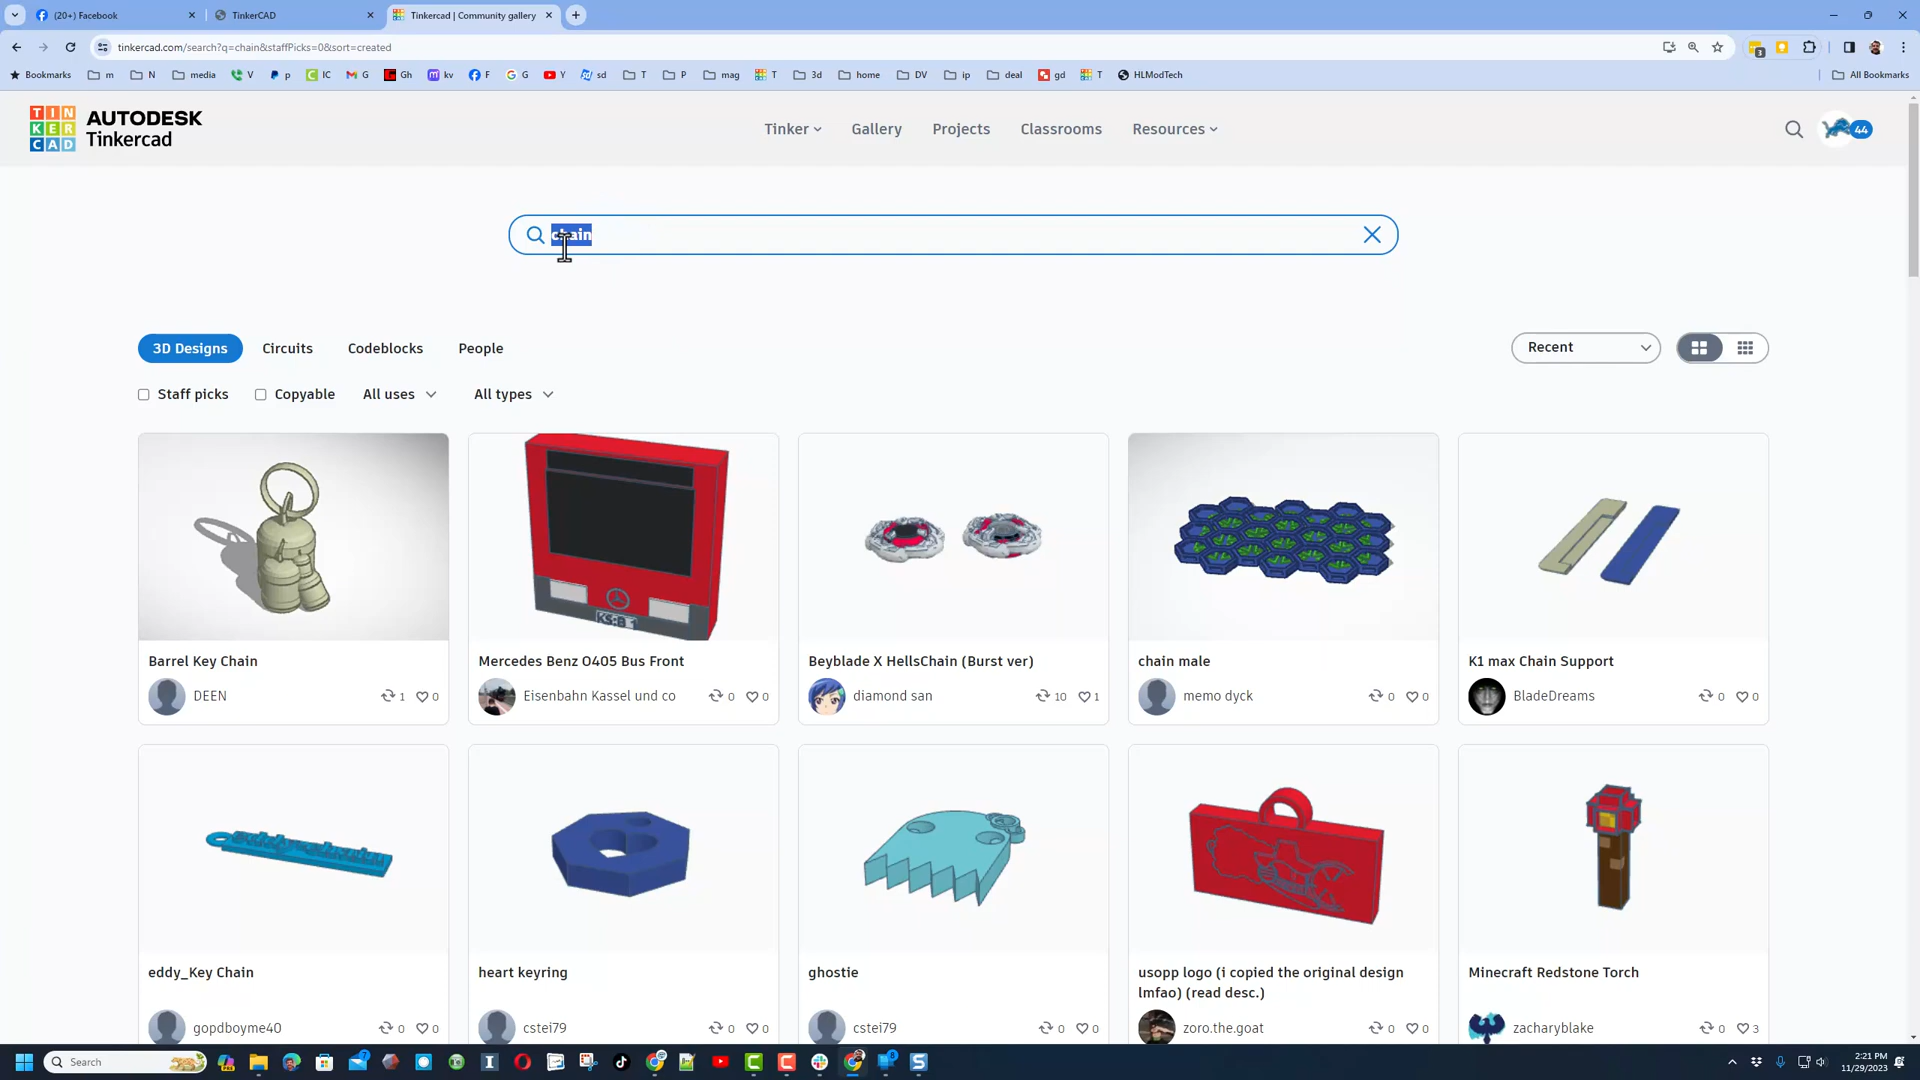 (20+) Facebook
TinkerCAD
Tinkercad | Community gallery
tinkercad.com/search?q=chain&staffPicks=0&sort=created
Bookmarks m N media V p IC G Gh kv F G Y sd T P mag T 3d home DV ip deal gd T HLModTech All Bookmarks
TIN
KER
CAD
AUTODESK
Tinkercad
Tinker Gallery Projects Classrooms Resources
44
chain
3D Designs Circuits Codeblocks People
Recent
Staff picks Copyable All uses All types
Barrel Key Chain
DEEN 1 0
KS:B 1
Mercedes Benz O405 Bus Front
Eisenbahn Kassel und co 0 0
Beyblade X HellsChain (Burst ver)
diamond san 10 1
chain male
memo dyck 0 0
K1 max Chain Support
BladeDreams 0 0
eddy_Key Chain
gopdboyme40 0 0
heart keyring
cstei79 0 0
ghostie
cstei79 0 0
usopp logo (i copied the original design
lmfao) (read desc.)
zoro.the.goat 0 0
Minecraft Redstone Torch
zacharyblake 0 3
Search
2:21 PM
11/29/2023